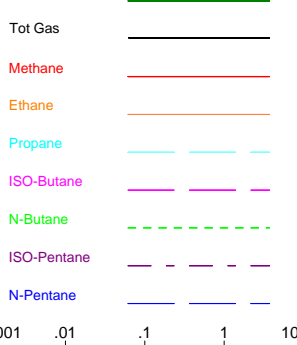 Tot Gas
Methane
Ethane
Propane
ISO-Butane
N-Butane
ISO-Pentane
N-Pentane
001 .01 .1 1 10